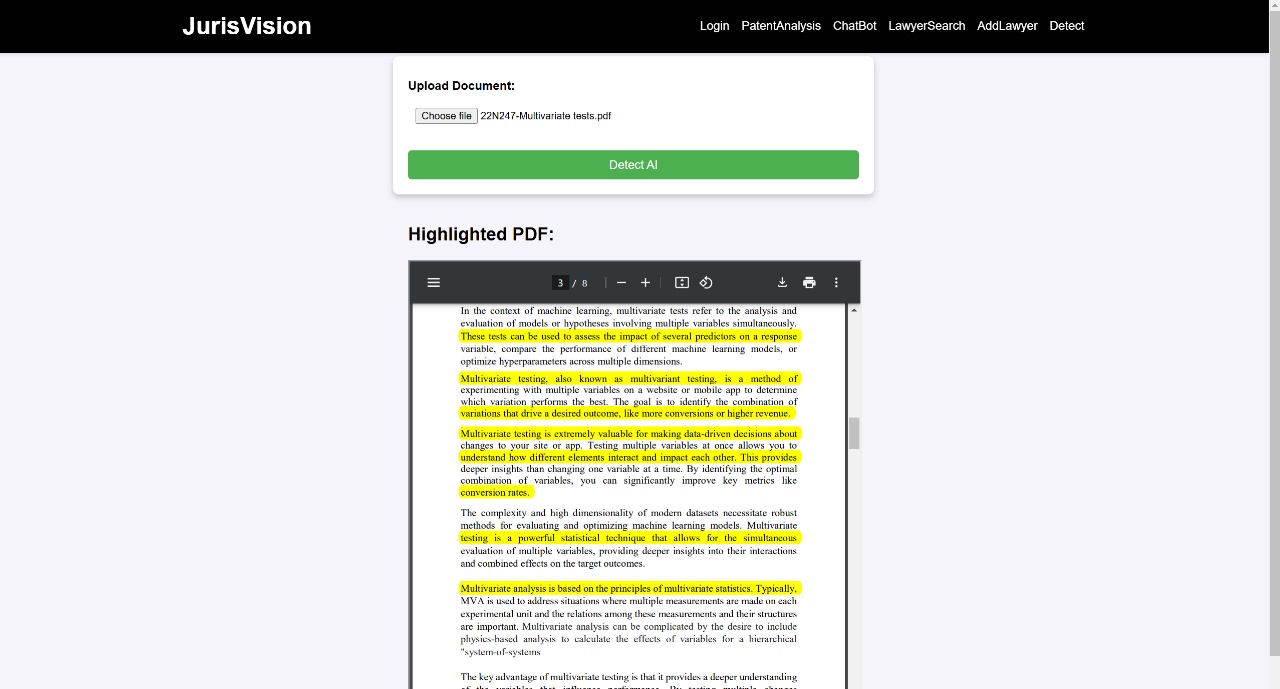 JurisVision
Login PatentAnalysis ChatBot LawyerSearch AddLawyer Detect
Upload Document:
Choose file 22N247-Multivariate tests.pdf
Detect AI
Highlighted PDF:
3 / 8
In the context of machine learning, multivariate tests refer to the analysis and
evaluation of models or hypotheses involving multiple variables simultaneously.
These tests can be used to assess the impact of several predictors on a response
variable, compare the performance of different machine learning models, or
optimize hyperparameters across multiple dimensions.
Multivariate testing, also known as multivariant testing, is a method of
experimenting with multiple variables on a website or mobile app to determine
which variation performs the best. The goal is to identify the combination of
variations that drive a desired outcome, like more conversions or higher revenue.
Multivariate testing is extremely valuable for making data-driven decisions about
changes to your site or app. Testing multiple variables at once allows you to
understand how different elements interact and impact each other. This provides
deeper insights than changing one variable at a time. By identifying the optimal
combination of variables, you can significantly improve key metrics like
conversion rates.
The complexity and high dimensionality of modern datasets necessitate robust
methods for evaluating and optimizing machine learning models. Multivariate
testing is a powerful statistical technique that allows for the simultaneous
evaluation of multiple variables, providing deeper insights into their interactions
and combined effects on the target outcomes.
Multivariate analysis is based on the principles of multivariate statistics. Typically,
MVA is used to address situations where multiple measurements are made on each
experimental unit and the relations among these measurements and their structures
are important. Multivariate analysis can be complicated by the desire to include
physics-based analysis to calculate the effects of variables for a hierarchical
"system-of-systems
The key advantage of multivariate testing is that it provides a deeper understanding
of the variables that influence performance. By testing multiple changes